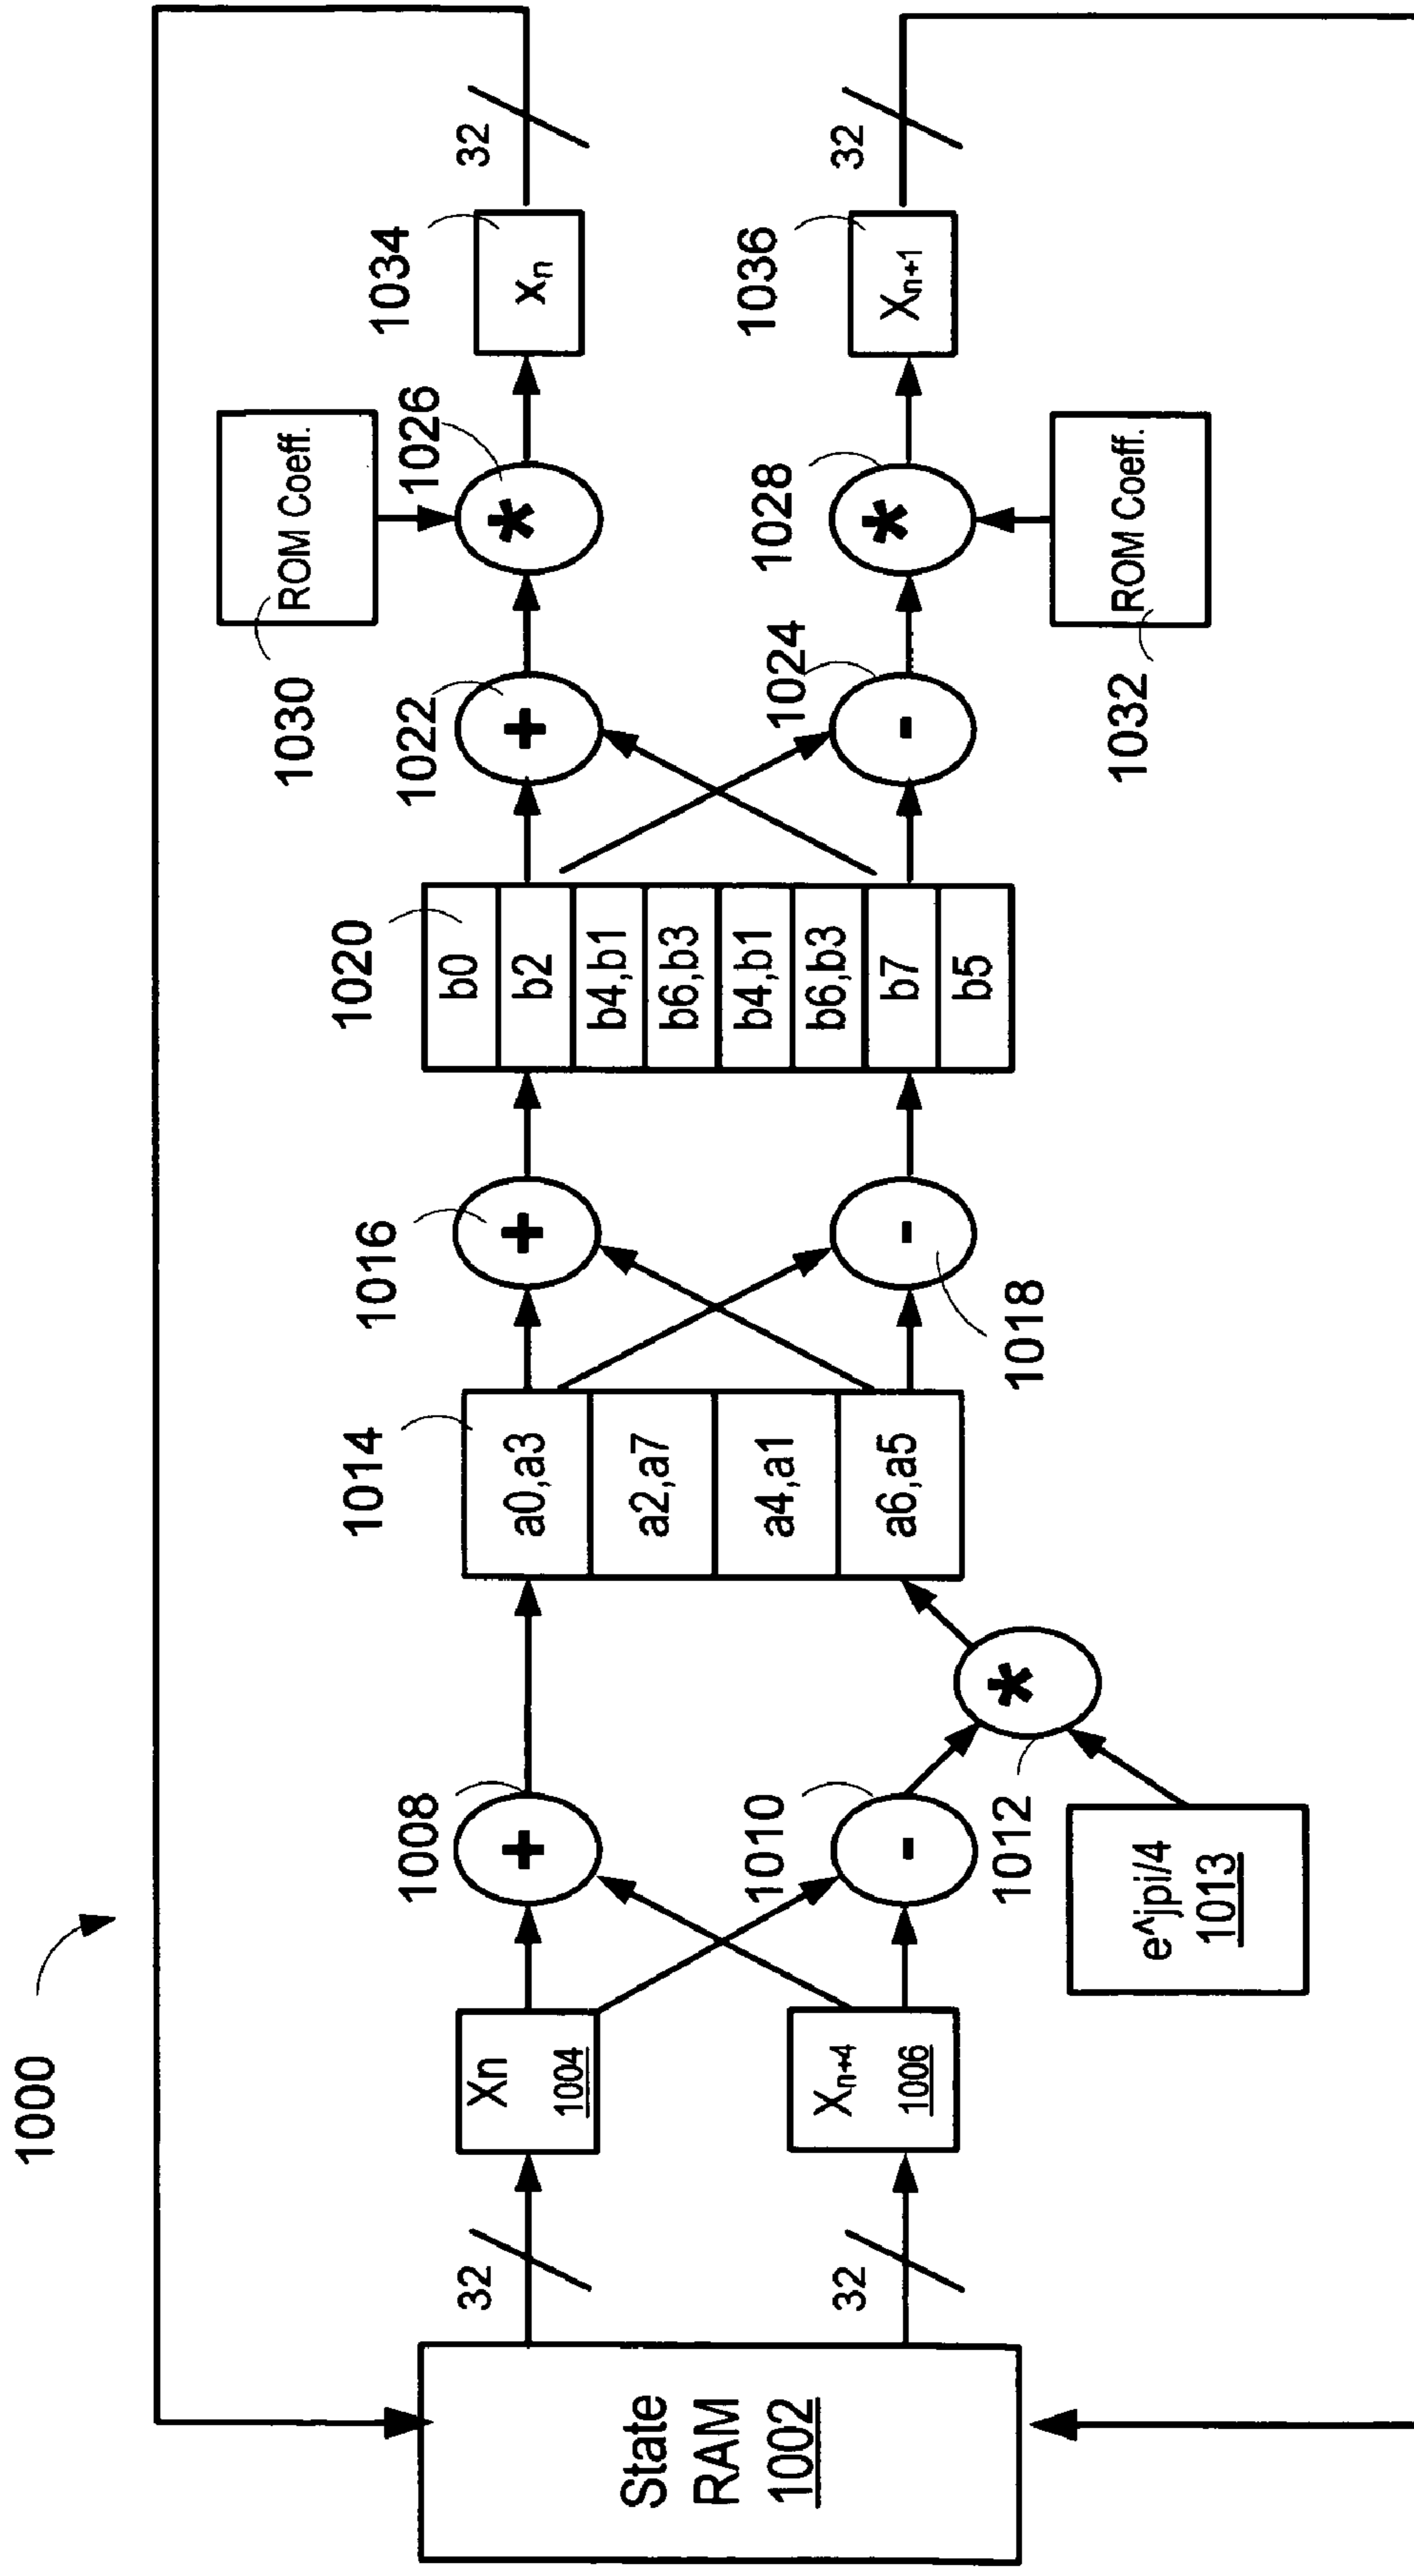 1000
State
RAM
1002
32
32
Xn
1004
Xn+4
1006
1008
+
1010
-
1012
*
e^jpi/4
1013
1014
a0,a3
a2,a7
a4,a1
a6,a5
1016
+
-
1018
1020
b0
b2
b4,b1
b6,b3
b4,b1
b6,b3
b7
b5
1022
+
1024
-
1030
ROM Coeff.
1026
*
1028
*
1032
ROM Coeff.
1034
xn
1036
Xn+1
32
32